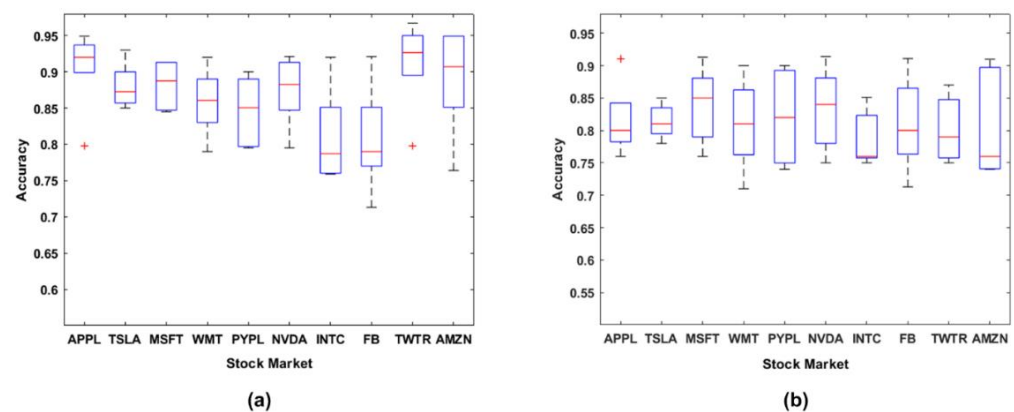 0.95
0.9
0.85
0.8
0.75
0.7
0.65
0.6
Accuracy
APPL TSLA MSFT WMT PYPL NVDA INTC FB TWTR AMZN
Stock Market
(a)
0.95
0.9
0.85
0.8
0.75
0.7
0.65
0.6
0.55
Accuracy
APPL TSLA MSFT WMT PYPL NVDA INTC FB TWTR AMZN
Stock Market
(b)